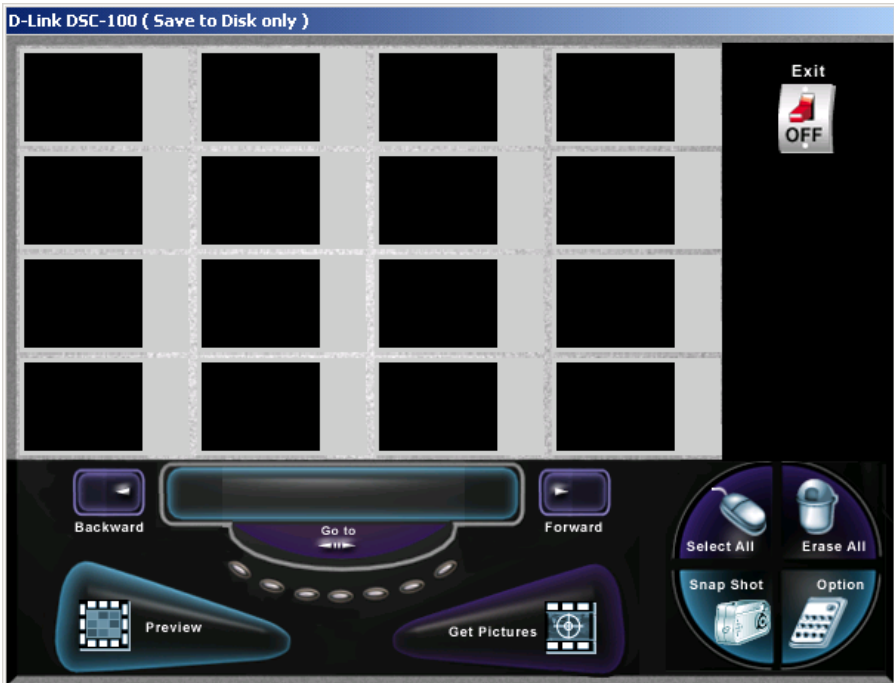 D-Link DSC-100 ( Save to Disk only )
Exit
OFF
Backward
Go to
Forward
Select All
Erase All
Snap Shot
Option
Preview
Get Pictures